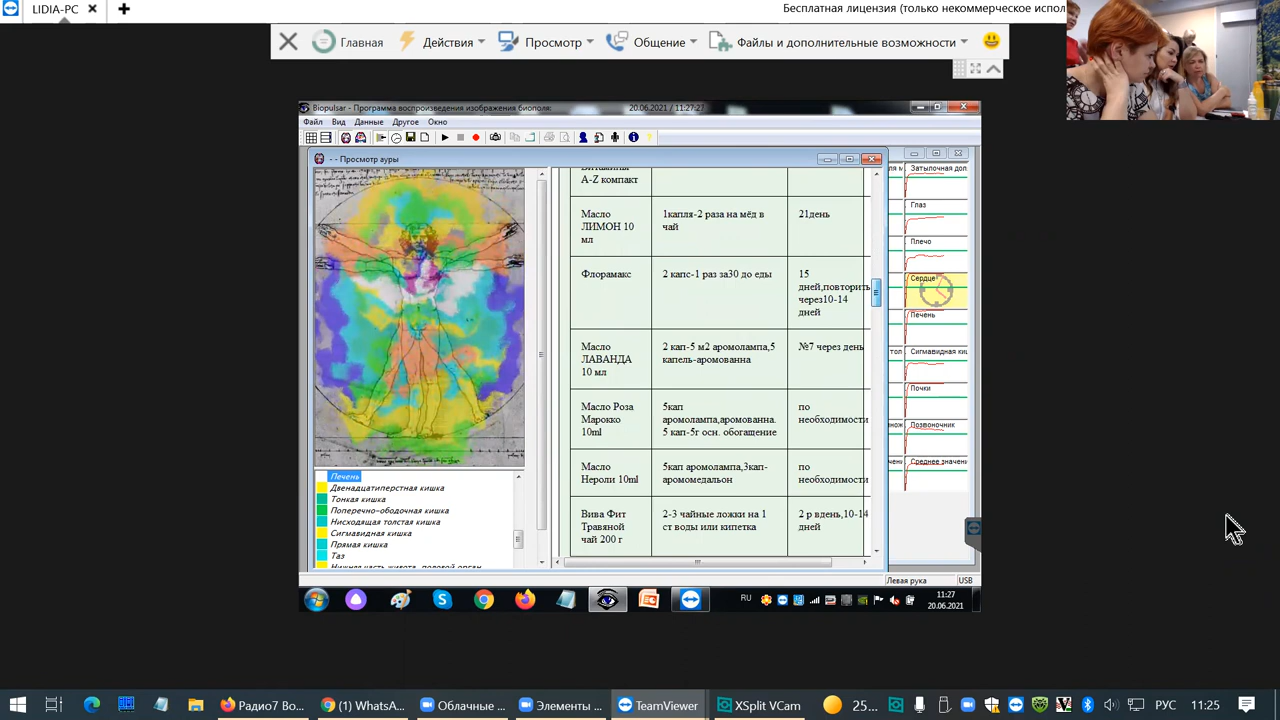 LIDIA-PC
Бесплатная лицензия (только некоммерческое испол
Главная
Действия
Просмотр
Общение
Файлы и дополнительные возможности
Biopulsar - Программа воспроизведения изображения биополя:
20.06.2021 / 11:27:27
Файл Вид Данные Другое Окно
- - Просмотр ауры
A-Z компакт
Масло
ЛИМОН 10
мл
1капля-2 раза на мёд в
чай
21день
Флорамакс
2 капс-1 раз за30 до еды
15
дней,повторить
через10-14
дней
Масло
ЛАВАНДА
10 мл
2 кап-5 м2 аромолампа,5
капель-аромованна
№7 через день
Масло Роза
Марокко
10ml
5кап
аромолампа,аромованна.
5 кап-5г осн. обогащение
по
необходимости
Масло
Нероли 10ml
5кап аромолампа,3кап-
аромомедальон
по
необходимости
Вива Фит
Травяной
чай 200 г
2-3 чайные ложки на 1
ст воды или кипетка
2 р вдень,10-14
дней
Затылочная дол
Глаз
Плечо
Сердце
Печень
Сигмавидная киш
Почки
Позвоночник
Среднее значени
Печень
Двенадцатиперстная кишка
Тонкая кишка
Поперечно-ободочная кишка
Нисходящая толстая кишка
Сигмавидная кишка
Прямая кишка
Таз
Левая рука
USB
RU
11:27
20.06.2021
Радио7 Во...
(1) WhatsA...
Облачные ...
Элементы ...
TeamViewer
XSplit VCam
25...
РУС
11:25